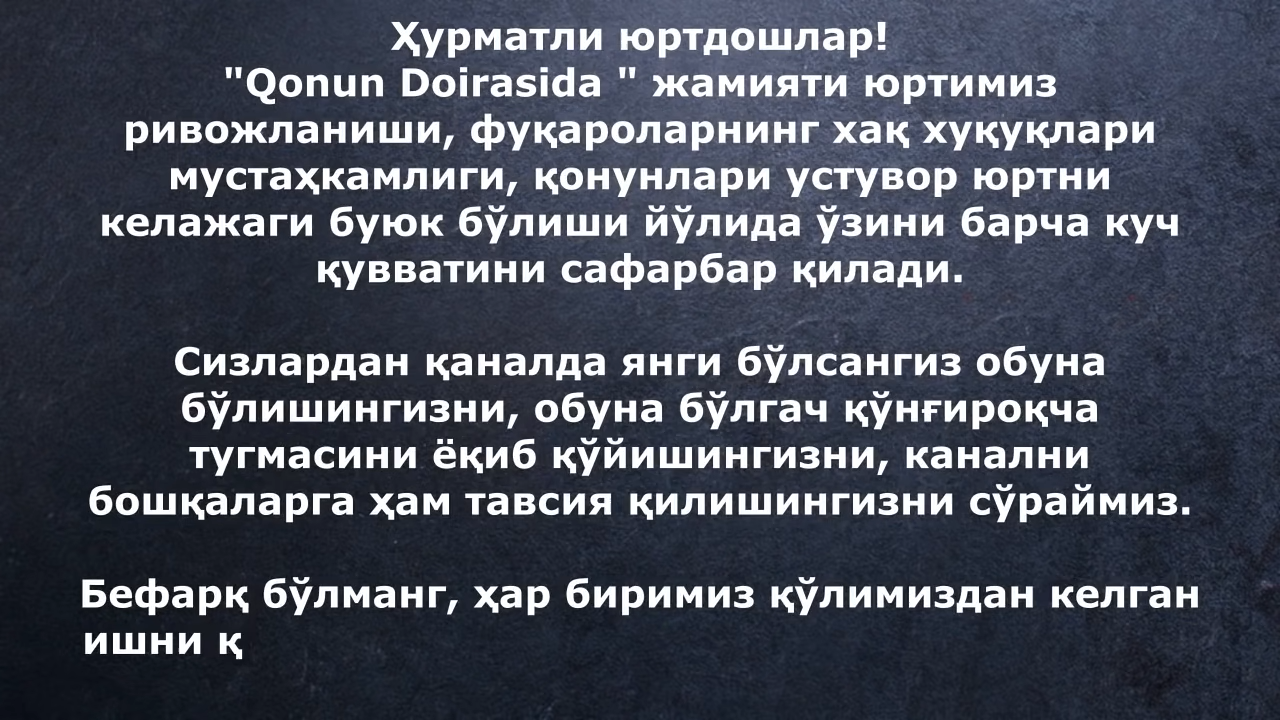 Ҳурматли юртдошлар!
"Qonun Doirasida " жамияти юртимиз
ривожланиши, фуқароларнинг хақ хуқуқлари
мустаҳкамлиги, қонунлари устувор юртни
келажаги буюк бўлиши йўлида ўзини барча куч
қувватини сафарбар қилади.
Сизлардан қаналда янги бўлсангиз обуна
бўлишингизни, обуна бўлгач қўнғироқча
тугмасини ёқиб қўйишингизни, канални
бошқаларга ҳам тавсия қилишингизни сўраймиз.
Бефарқ бўлманг, ҳар биримиз қўлимиздан келган
ишни қ